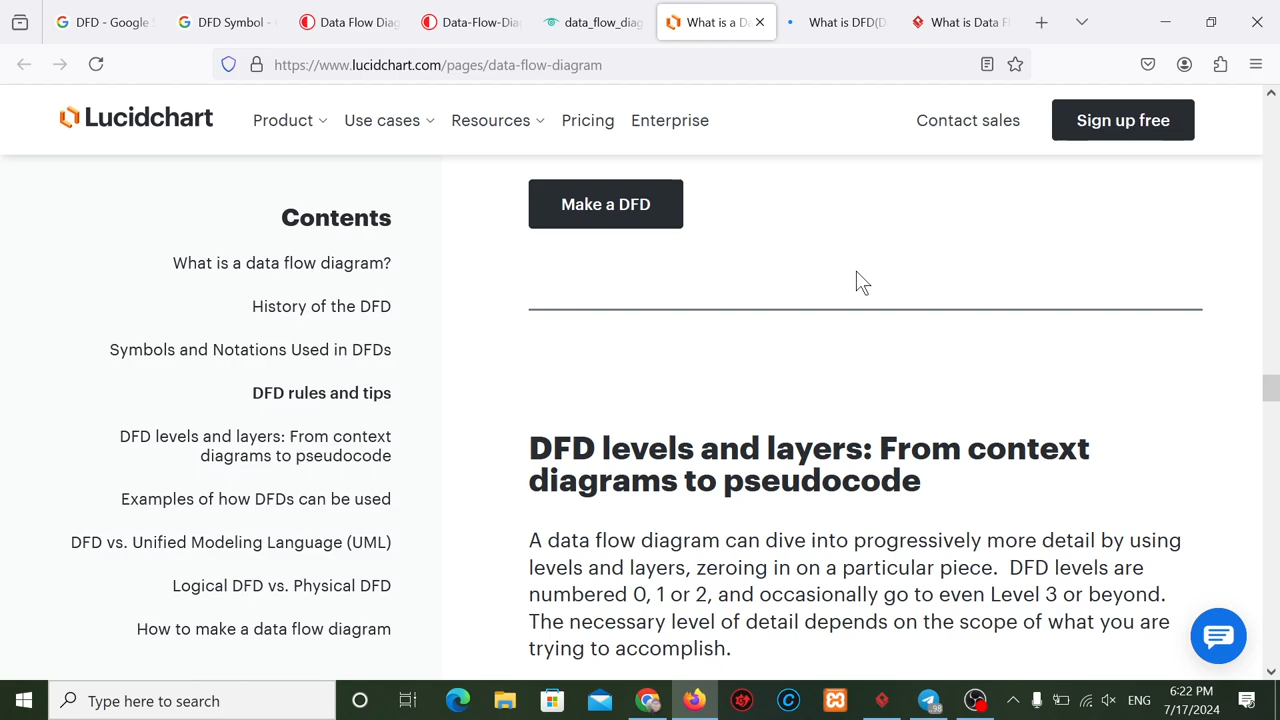 DFD - Google
DFD Symbol -
Data Flow Dia
Data-Flow-Dia
data_flow_diag
What is a Da
What is DFD(D
What is Data F
https://www.lucidchart.com/pages/data-flow-diagram
Lucidchart
Product
Use cases
Resources
Pricing
Enterprise
Contact sales
Sign up free
Contents
What is a data flow diagram?
History of the DFD
Symbols and Notations Used in DFDs
DFD rules and tips
DFD levels and layers: From context
diagrams to pseudocode
Examples of how DFDs can be used
DFD vs. Unified Modeling Language (UML)
Logical DFD vs. Physical DFD
How to make a data flow diagram
Make a DFD
DFD levels and layers: From context
diagrams to pseudocode
A data flow diagram can dive into progressively more detail by using
levels and layers, zeroing in on a particular piece.  DFD levels are
numbered 0, 1 or 2, and occasionally go to even Level 3 or beyond.
The necessary level of detail depends on the scope of what you are
trying to accomplish.
Type here to search
98
ENG
6:22 PM
7/17/2024